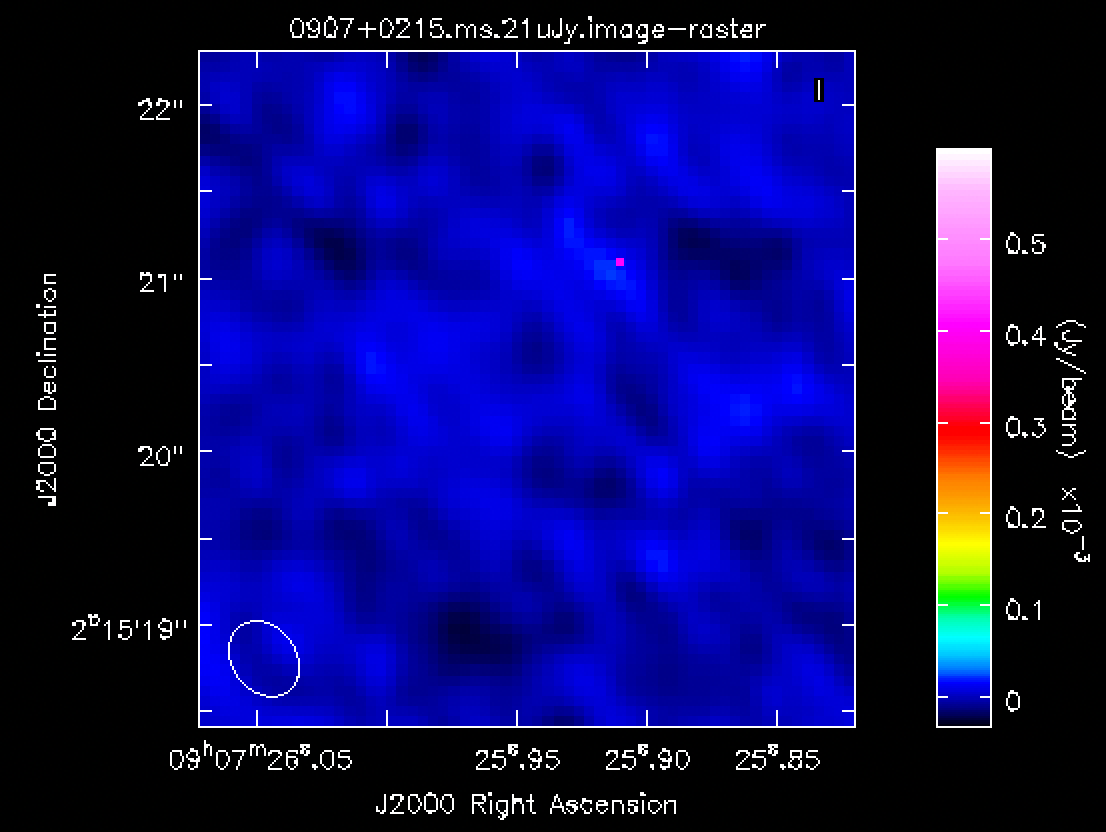 0907+0215.ms.21uJy.image-raster
I
22"
21"
20"
2°15'19"
J2000 Declination
09ʰ07ᵐ26ˢ.05
25ˢ.95
25ˢ.90
25ˢ.85
J2000 Right Ascension
0.5
0.4
0.3
0.2
0.1
0
(Jy/beam) x10⁻³